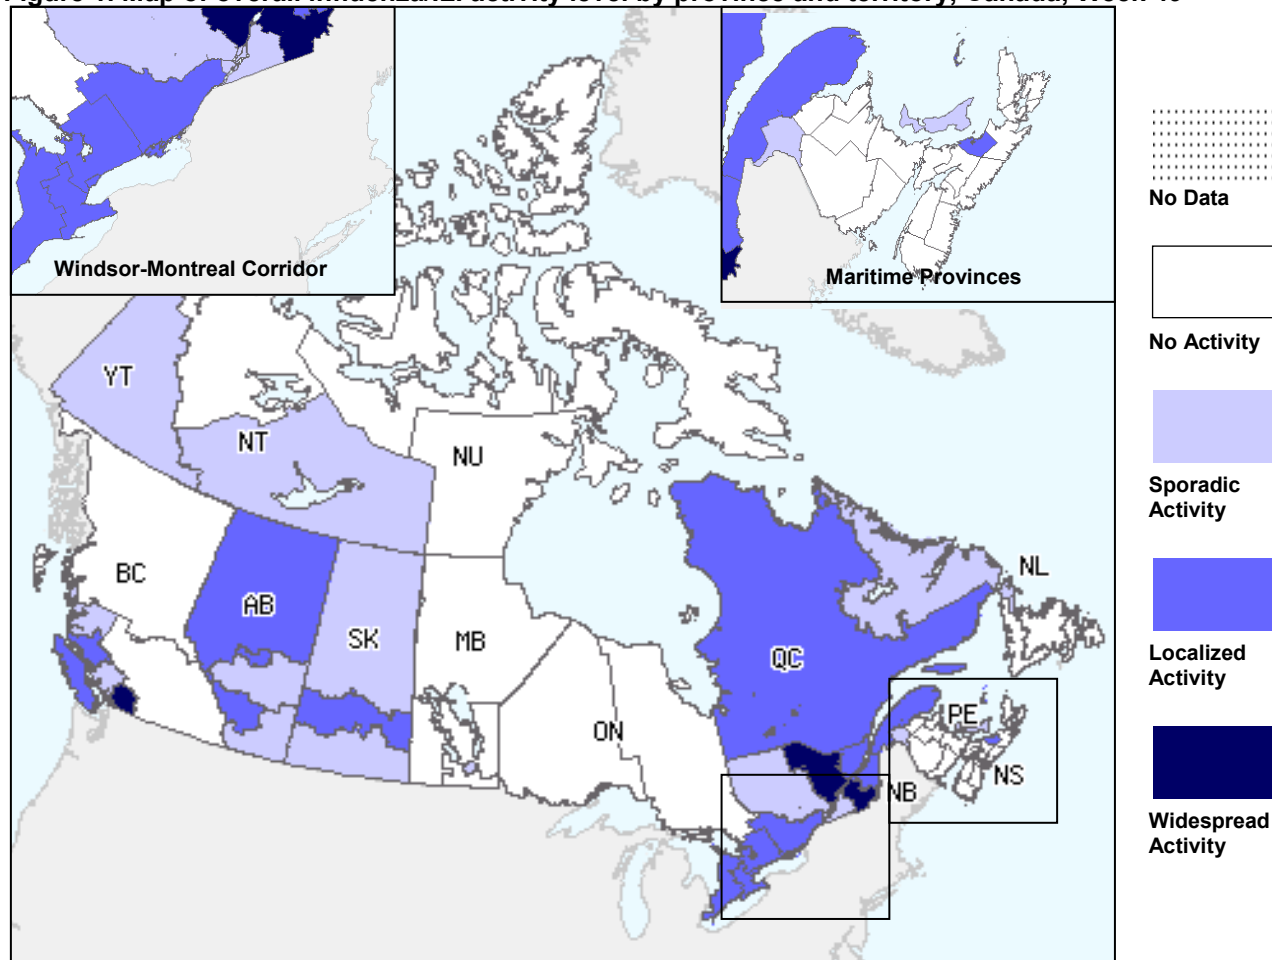 Windsor-Montreal Corridor
Maritime Provinces
No Data
No Activity
Sporadic
Activity
Localized
Activity
Widespread
Activity
YT
NT
NU
BC
AB
SK
MB
ON
QC
NL
PE
NB
NS